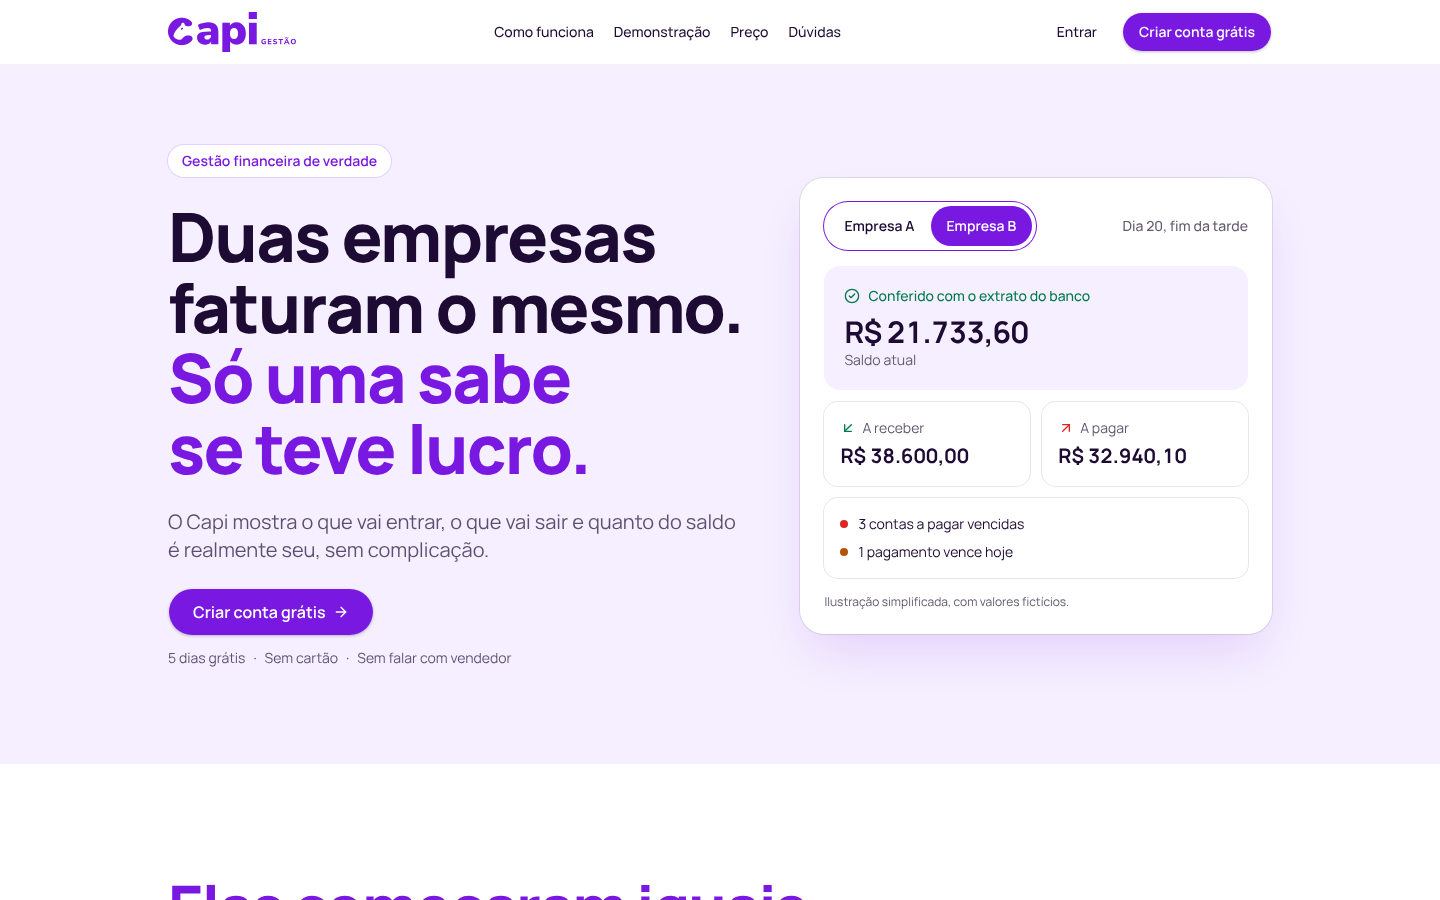 Capi GESTÃO
Como funciona
Demonstração
Preço
Dúvidas
Entrar
Criar conta grátis
Gestão financeira de verdade
Duas empresas
faturam o mesmo.
Só uma sabe
se teve lucro.
O Capi mostra o que vai entrar, o que vai sair e quanto do saldo
é realmente seu, sem complicação.
Criar conta grátis
5 dias grátis · Sem cartão · Sem falar com vendedor
Empresa A
Empresa B
Dia 20, fim da tarde
Conferido com o extrato do banco
R$ 21.733,60
Saldo atual
A receber
R$ 38.600,00
A pagar
R$ 32.940,10
3 contas a pagar vencidas
1 pagamento vence hoje
Ilustração simplificada, com valores fictícios.